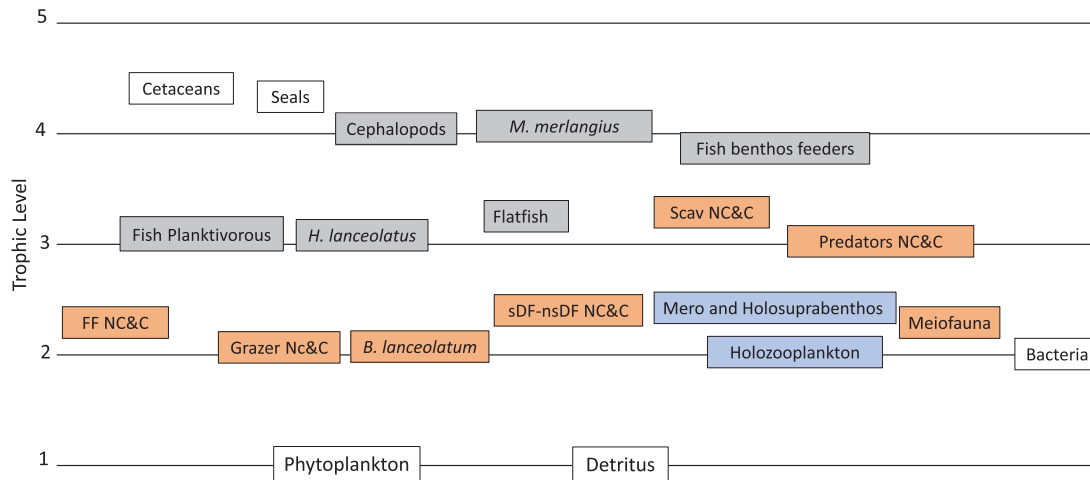 5
Cetaceans
Seals
4
Cephalopods
M. merlangius
Fish benthos feeders
Trophic Level
Fish Planktivorous
H. lanceolatus
Flatfish
Scav NC&C
3
Predators NC&C
FF NC&C
sDF-nsDF NC&C
Mero and Holosuprabenthos
Meiofauna
2
Grazer Nc&C
B. lanceolatum
Holozooplankton
Bacteria
1
Phytoplankton
Detritus